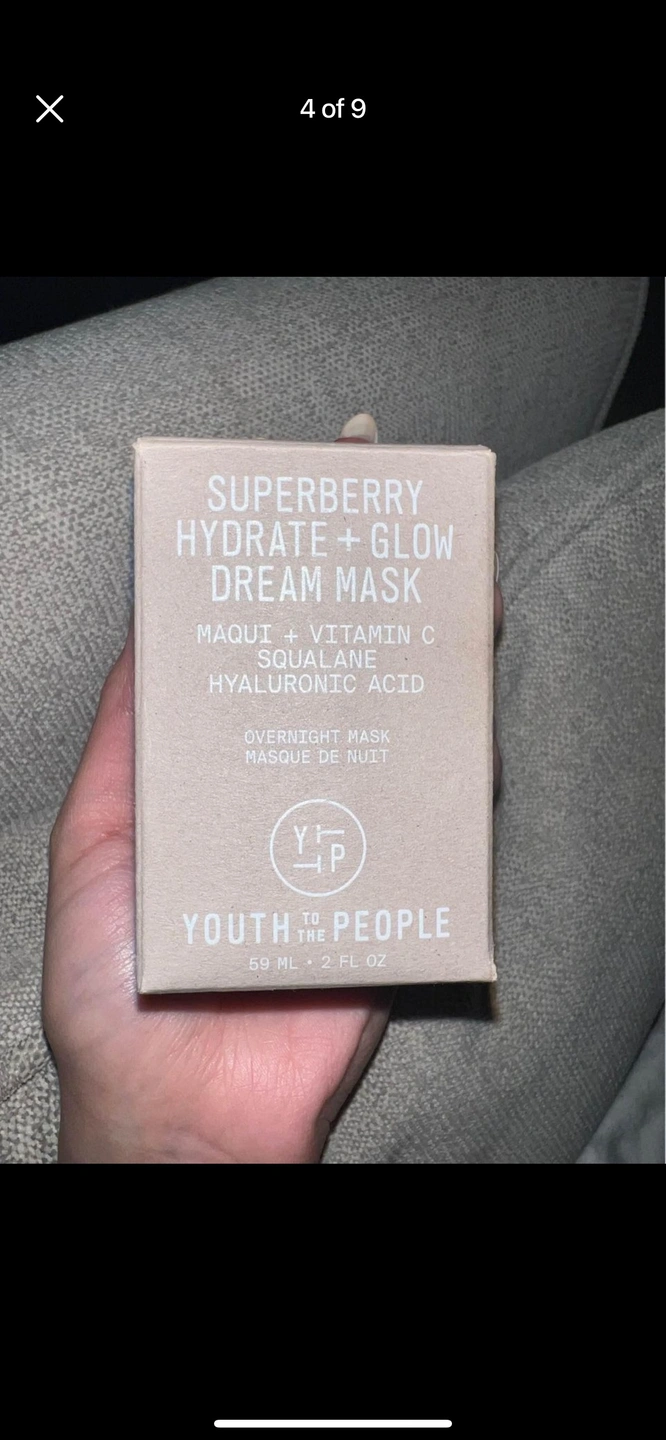 4 of 9
SUPERBERRY
HYDRATE + GLOW
DREAM MASK
MAQUI + VITAMIN C
SQUALANE
HYALURONIC ACID
OVERNIGHT MASK
MASQUE DE NUIT
YTTP
YOUTH TO THE PEOPLE
59 ML • 2 FL OZ